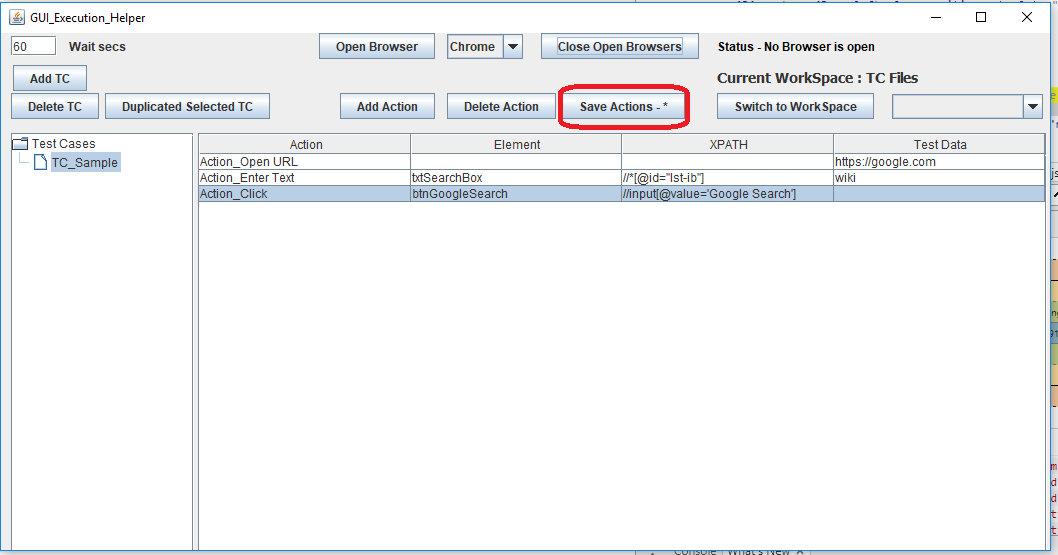 GUI_Execution_Helper
60 Wait secs Open Browser Chrome Close Open Browsers Status - No Browser is open
Add TC Current WorkSpace : TC Files
Delete TC Duplicated Selected TC Add Action Delete Action Save Actions - * Switch to WorkSpace
Test Cases
TC_Sample
Action Element XPATH Test Data
Action_Open URL https://google.com
Action_Enter Text txtSearchBox //*[@id="lst-ib"] wiki
Action_Click btnGoogleSearch //input[@value='Google Search']
Console What's New